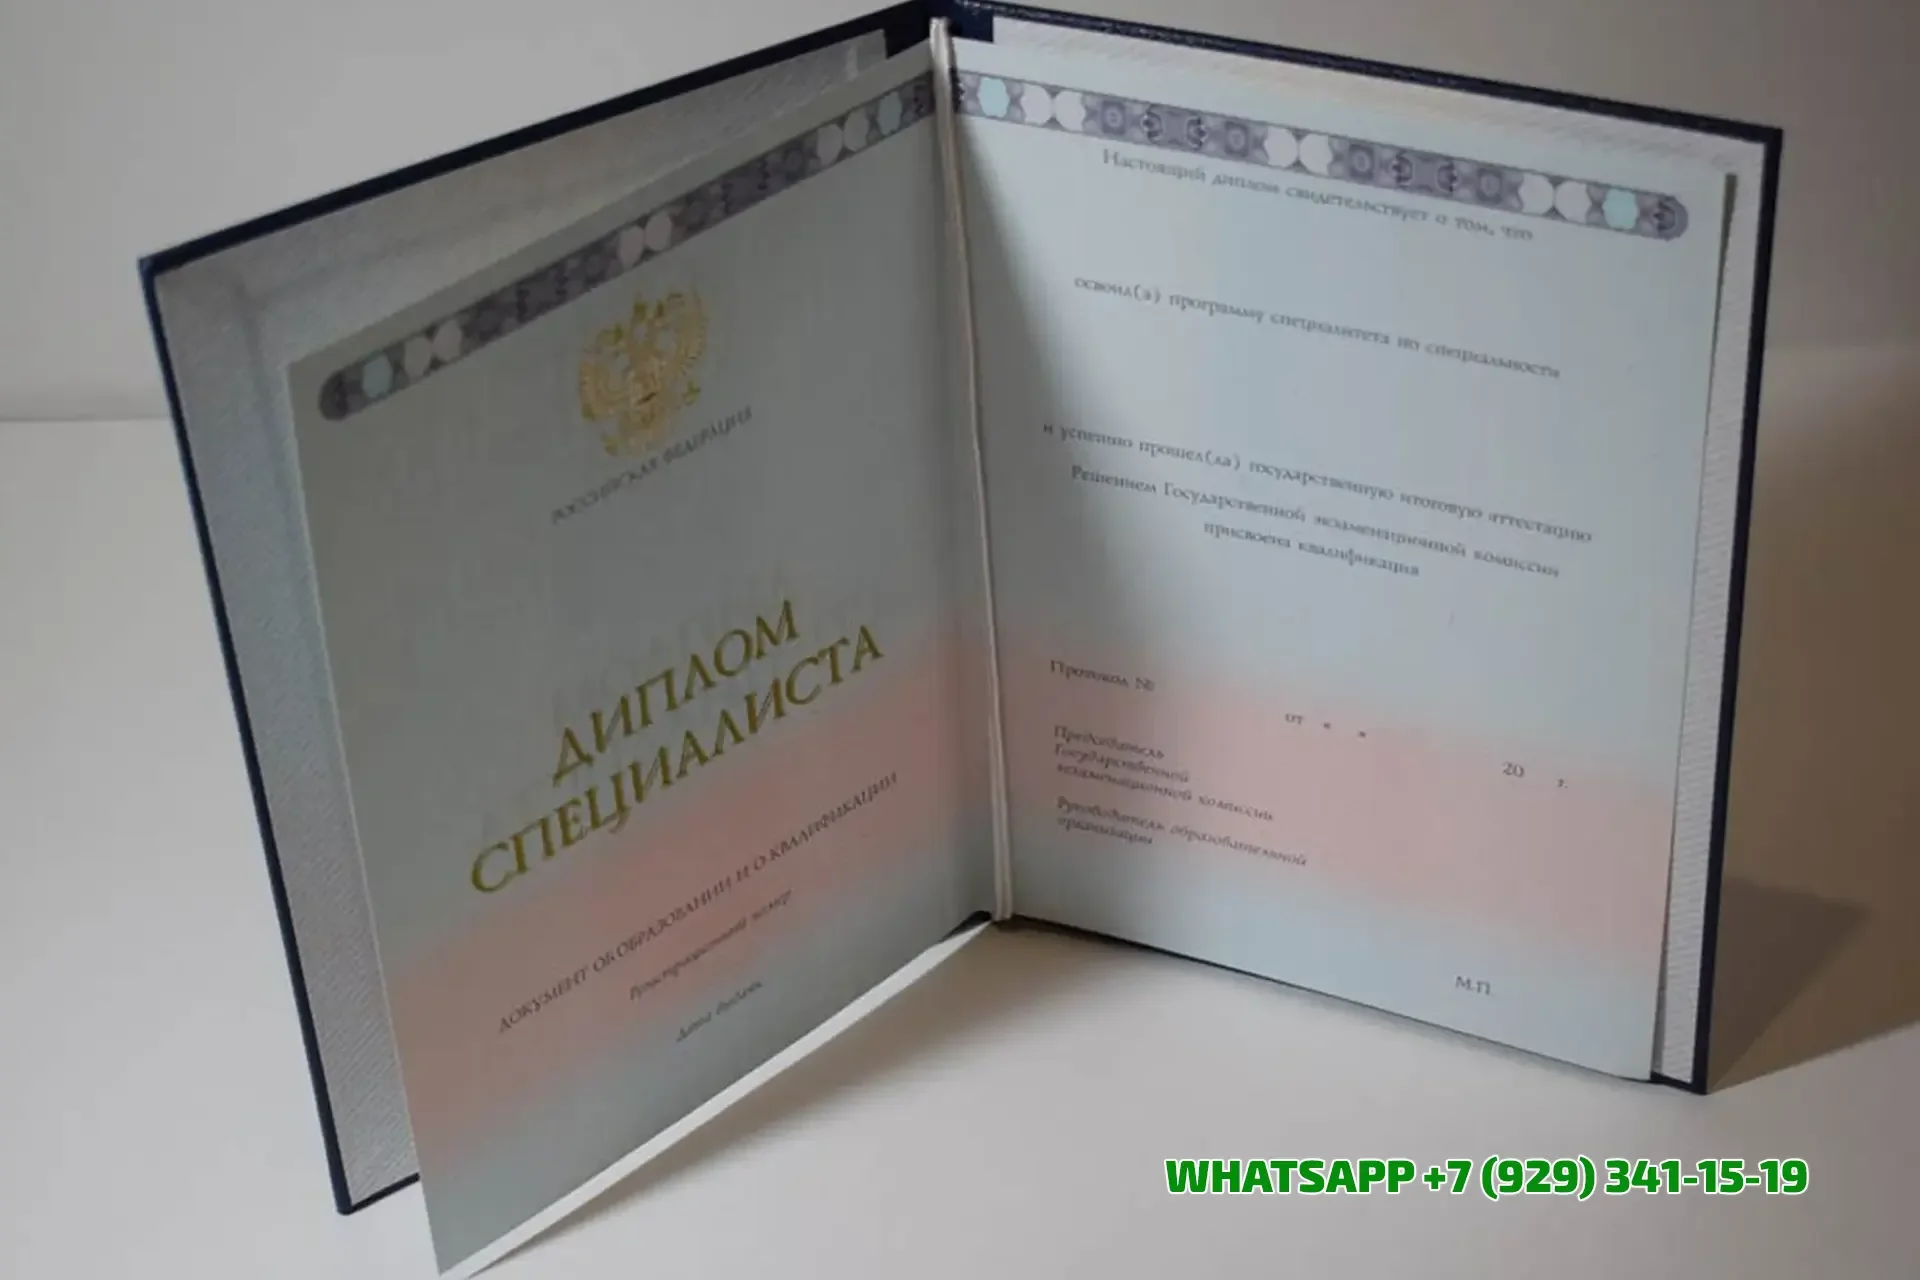 РОССИЙСКАЯ ФЕДЕРАЦИЯ
ДИПЛОМ
СПЕЦИАЛИСТА
ДОКУМЕНТ ОБ ОБРАЗОВАНИИ И О КВАЛИФИКАЦИИ
Регистрационный номер
Дата выдачи
Настоящий диплом свидетельствует о том, что
освоил(а) программу специалитета по специальности
и успешно прошел(ла) государственную итоговую аттестацию
Решением Государственной экзаменационной комиссии
присвоена квалификация
Протокол №
от « »
20 г.
Председатель
Государственной
экзаменационной комиссии
Руководитель образовательной
организации
М.П.
WHATSAPP +7 (929) 341-15-19